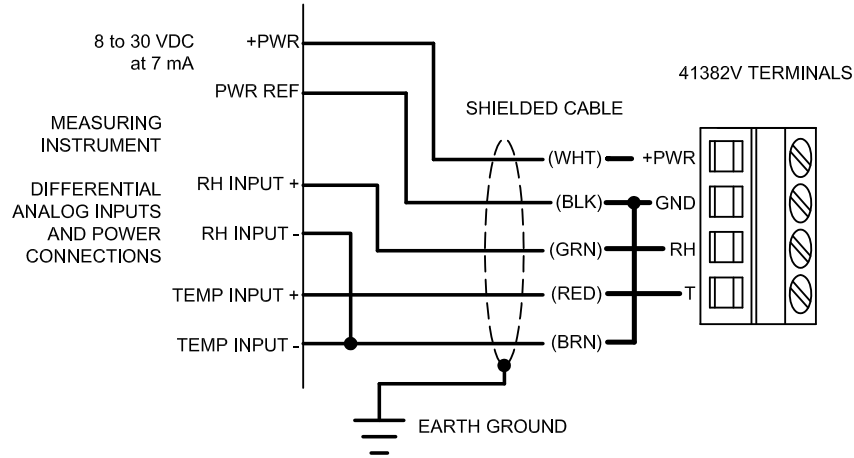 8 to 30 VDC
at 7 mA
+PWR
PWR REF
MEASURING
INSTRUMENT
DIFFERENTIAL
ANALOG INPUTS
AND POWER
CONNECTIONS
RH INPUT +
RH INPUT -
TEMP INPUT +
TEMP INPUT -
SHIELDED CABLE
41382V TERMINALS
(WHT) +PWR
(BLK) GND
(GRN) RH
(RED) T
(BRN)
EARTH GROUND